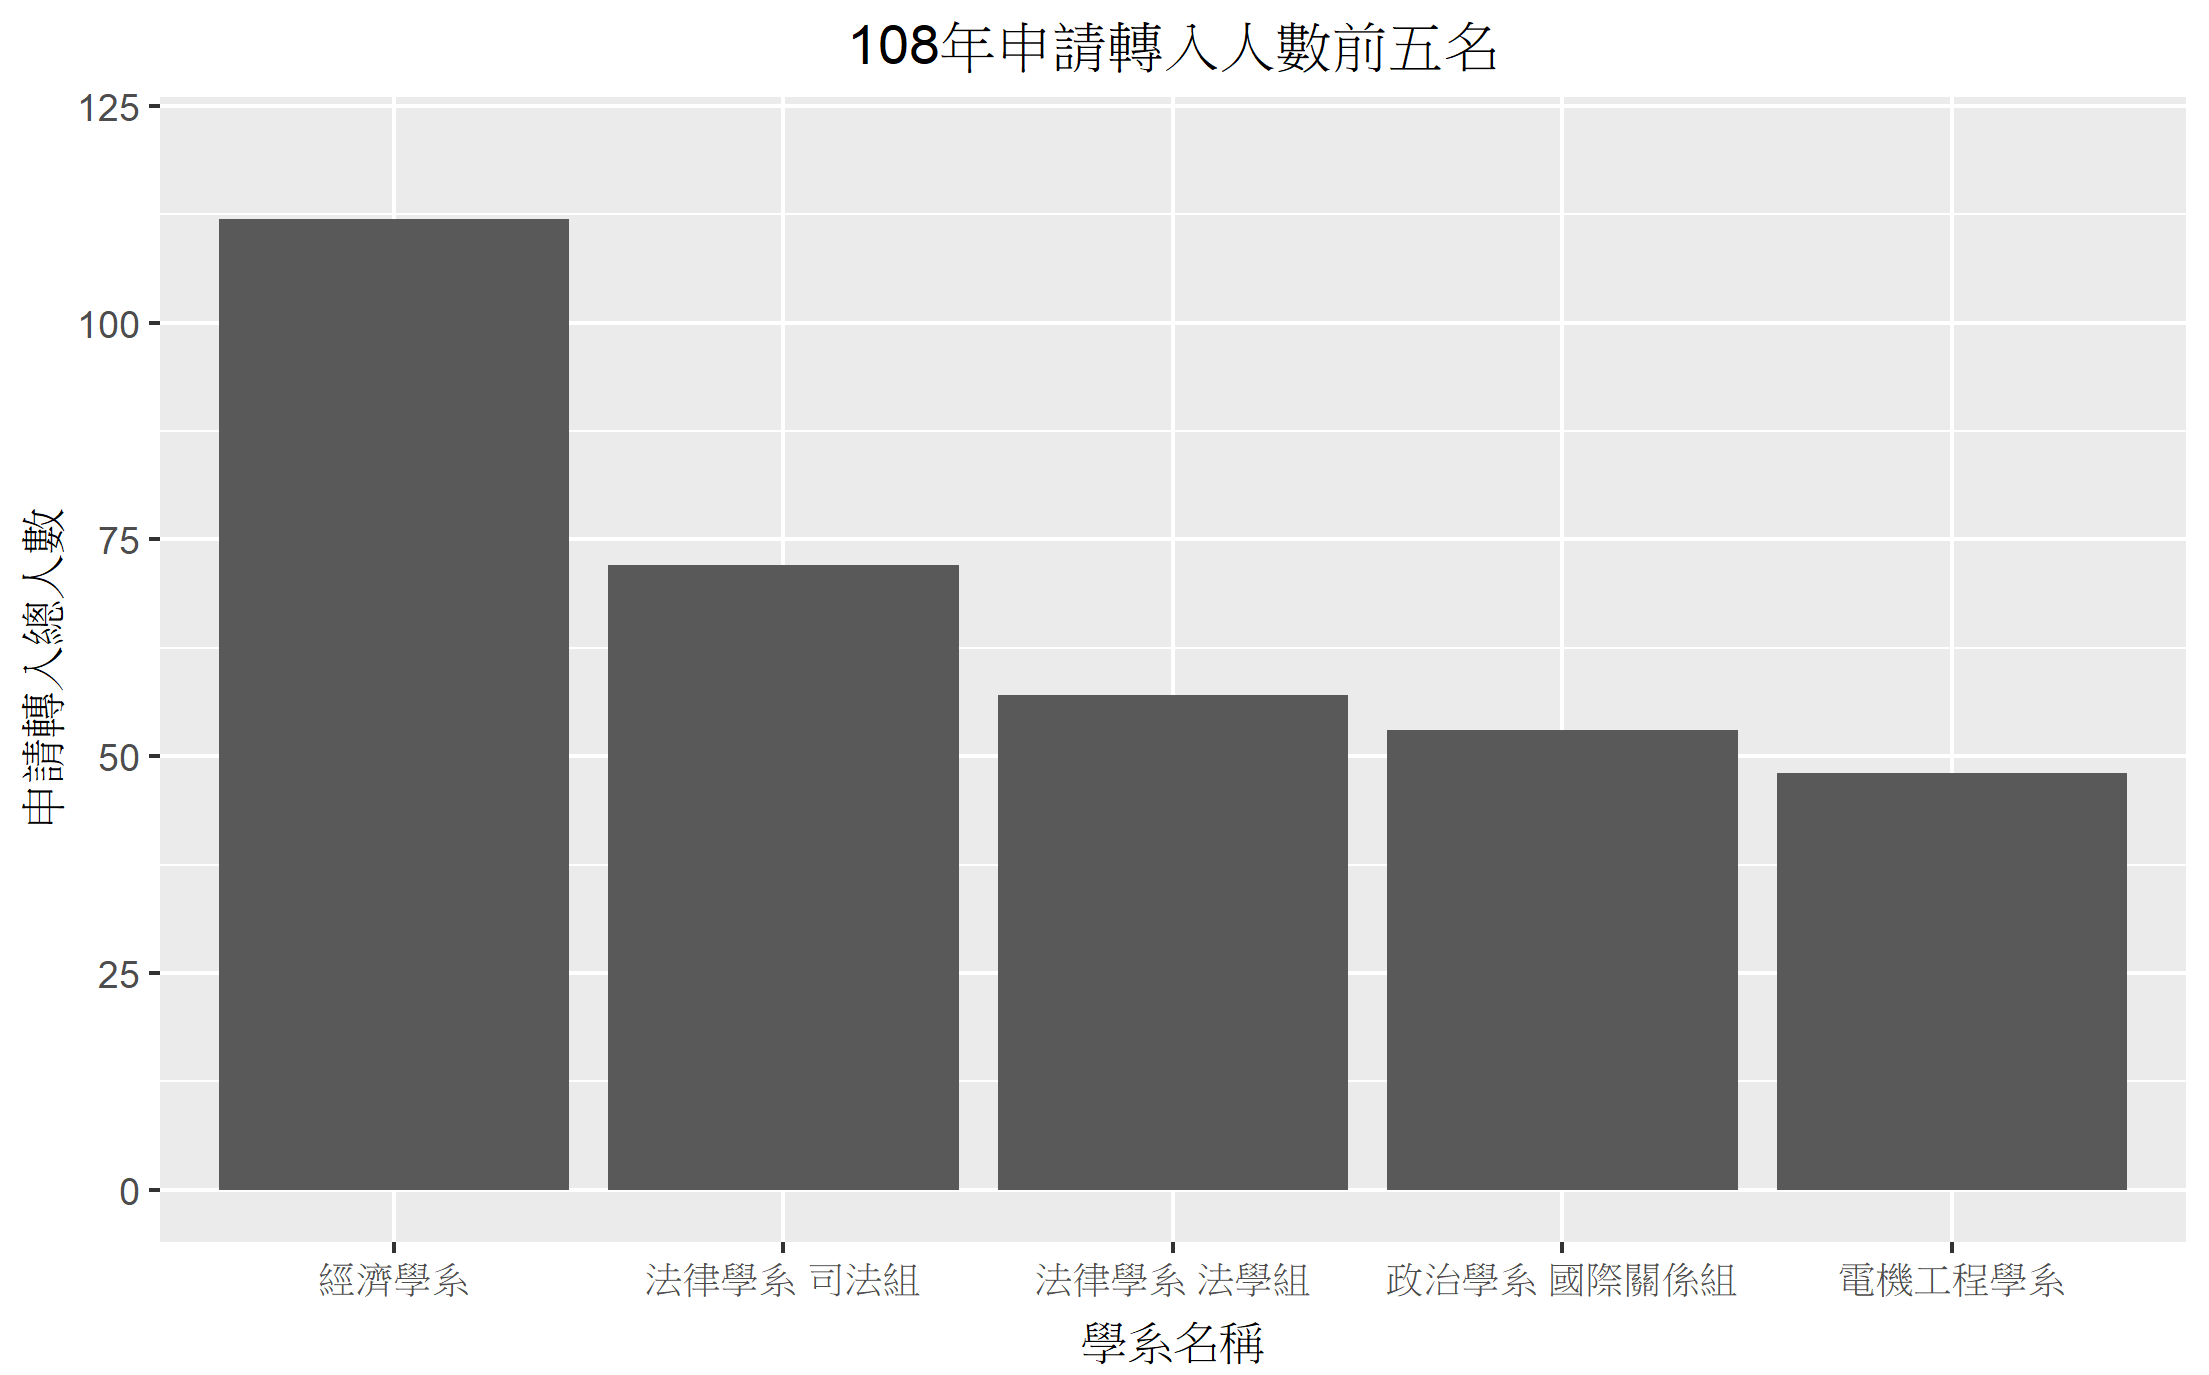 108年申請轉入人數前五名
申請轉入總人數
125
100
75
50
25
0
經濟學系
法律學系 司法組
法律學系 法學組
政治學系 國際關係組
電機工程學系
學系名稱